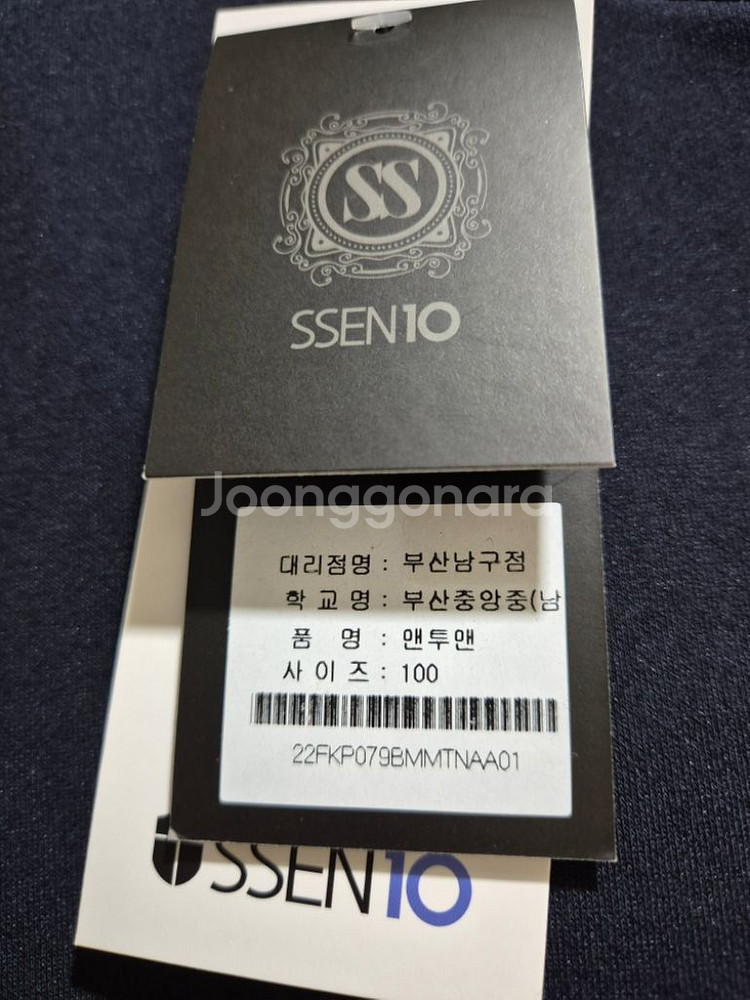 SS
SSEN10
Joonggonara
대리점명 : 부산남구점
학 교 명 : 부산중앙중(남
품 명 : 맨투맨
사 이 즈 : 100
22FKP079BMMTNAA01
SSEN10